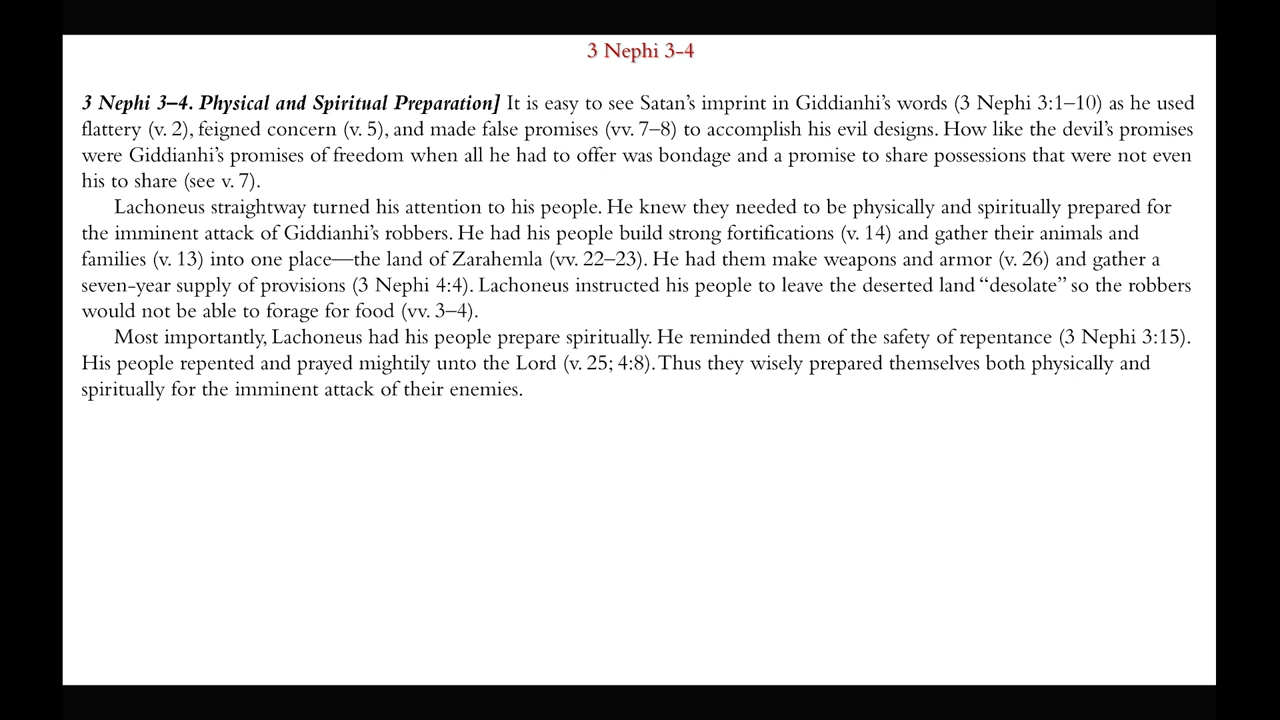 3 Nephi 3-4
3 Nephi 3–4. Physical and Spiritual Preparation] It is easy to see Satan’s imprint in Giddianhi’s words (3 Nephi 3:1–10) as he used
flattery (v. 2), feigned concern (v. 5), and made false promises (vv. 7–8) to accomplish his evil designs. How like the devil’s promises
were Giddianhi’s promises of freedom when all he had to offer was bondage and a promise to share possessions that were not even
his to share (see v. 7).
Lachoneus straightway turned his attention to his people. He knew they needed to be physically and spiritually prepared for
the imminent attack of Giddianhi’s robbers. He had his people build strong fortifications (v. 14) and gather their animals and
families (v. 13) into one place—the land of Zarahemla (vv. 22–23). He had them make weapons and armor (v. 26) and gather a
seven-year supply of provisions (3 Nephi 4:4). Lachoneus instructed his people to leave the deserted land “desolate” so the robbers
would not be able to forage for food (vv. 3–4).
Most importantly, Lachoneus had his people prepare spiritually. He reminded them of the safety of repentance (3 Nephi 3:15).
His people repented and prayed mightily unto the Lord (v. 25; 4:8). Thus they wisely prepared themselves both physically and
spiritually for the imminent attack of their enemies.